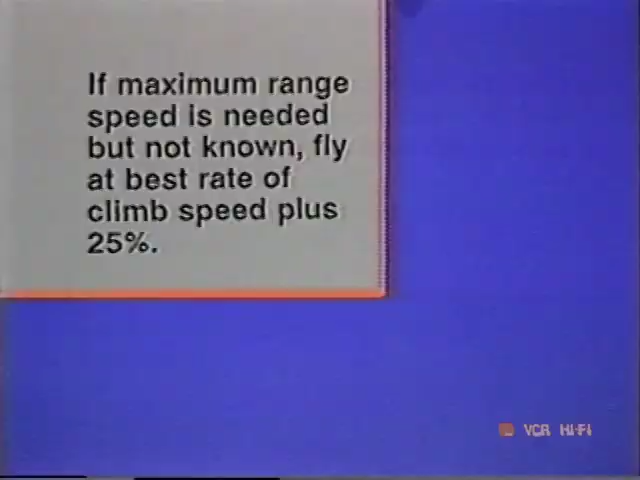 If maximum range
speed is needed
but not known, fly
at best rate of
climb speed plus
25%.
VCR HI-FI